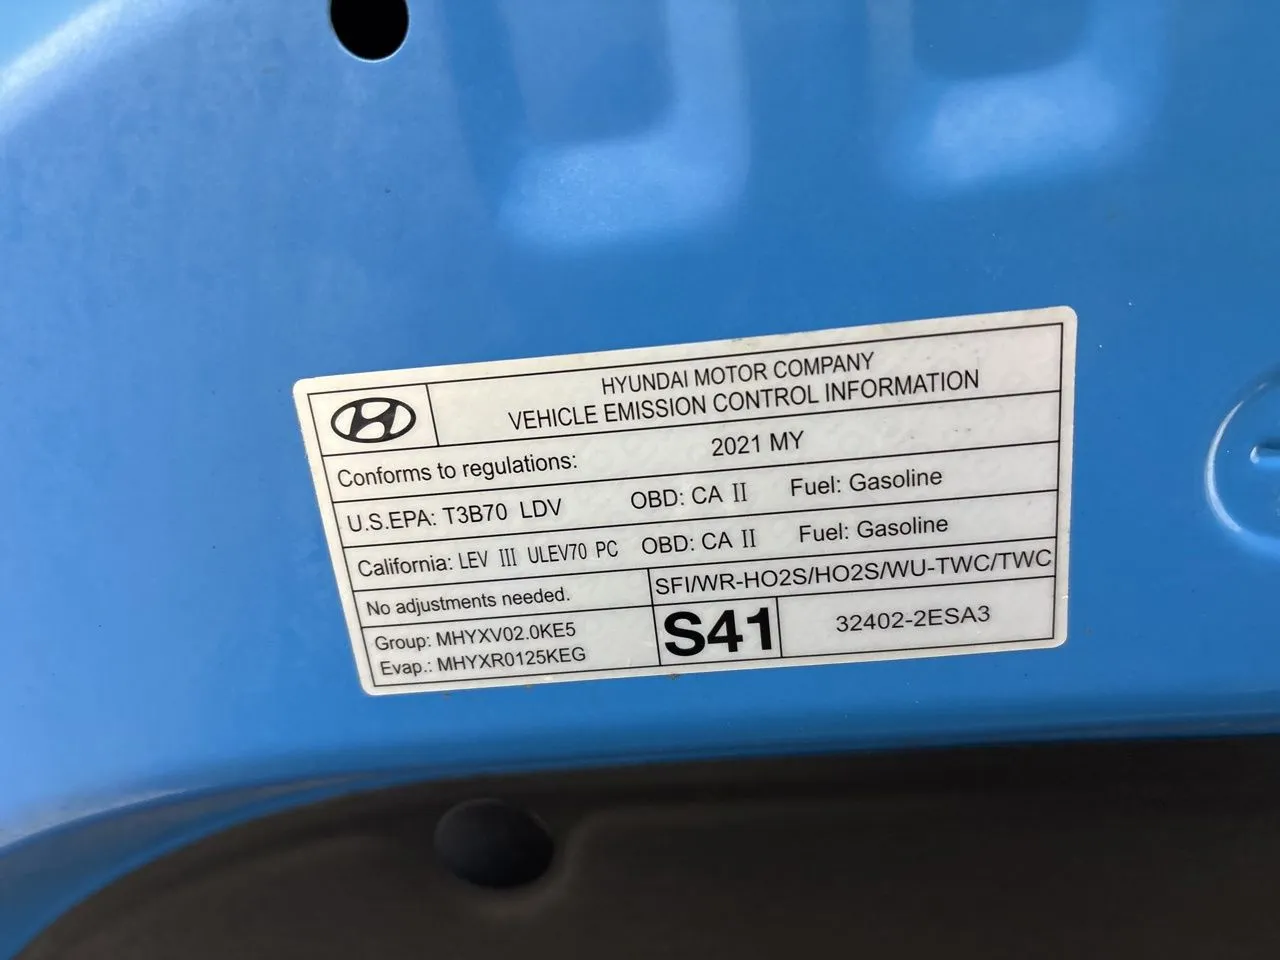 HYUNDAI MOTOR COMPANY
VEHICLE EMISSION CONTROL INFORMATION
Conforms to regulations: 2021 MY
U.S.EPA: T3B70 LDV OBD: CA II Fuel: Gasoline
California: LEV III ULEV70 PC OBD: CA II Fuel: Gasoline
No adjustments needed. SFI/WR-HO2S/HO2S/WU-TWC/TWC
Group: MHYXV02.0KE5
Evap.: MHYXR0125KEG
S41 32402-2ESA3